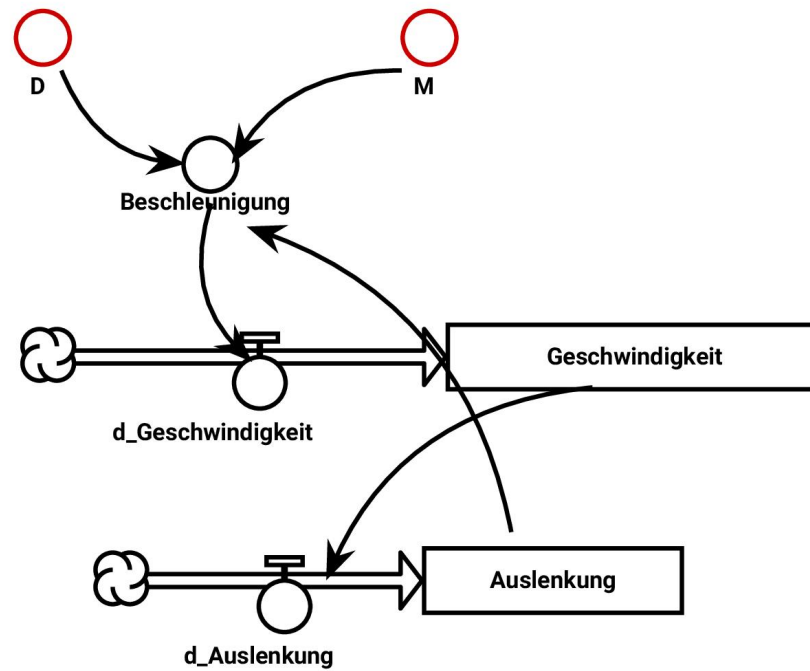 D
M
Beschleunigung
Geschwindigkeit
d_Geschwindigkeit
Auslenkung
d_Auslenkung